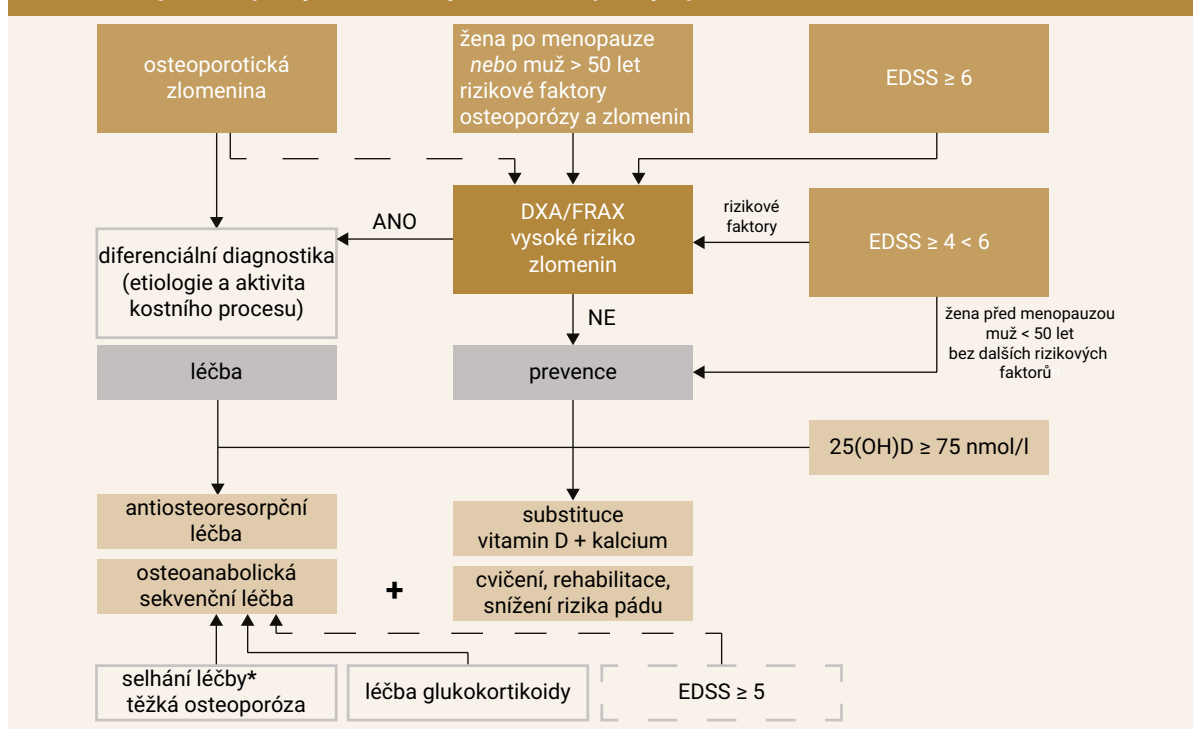 osteoporotická
zlomenina
žena po menopauze
nebo muž > 50 let
rizikové faktory
osteoporózy a zlomenin
EDSS ≥ 6
DXA/FRAX
vysoké riziko
zlomenin
ANO
rizikové
faktory
EDSS ≥ 4 < 6
diferenciální diagnostika
(etiologie a aktivita
kostního procesu)
NE
žena před menopauzou
muž < 50 let
bez dalších rizikových
faktorů
léčba
prevence
25(OH)D ≥ 75 nmol/l
antiosteoresorpční
léčba
substituce
vitamin D + kalcium
osteoanabolická
sekvenční léčba
+
cvičení, rehabilitace,
snížení rizika pádu
selhání léčby*
těžká osteoporóza
léčba glukokortikoidy
EDSS ≥ 5